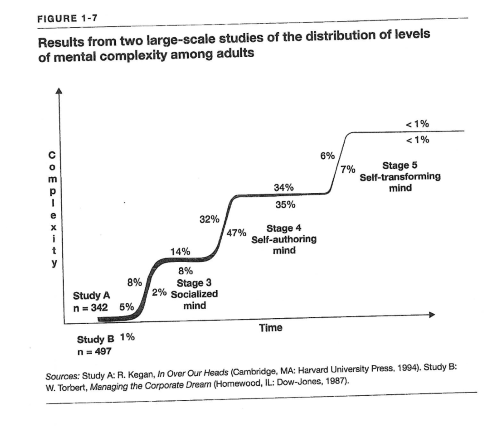 FIGURE 1-7
Results from two large-scale studies of the distribution of levels
of mental complexity among adults
Complexity
< 1%
< 1%
6%
7%
Stage 5
Self-transforming
mind
34%
35%
32%
47%
Stage 4
Self-authoring
mind
14%
8%
8%
2%
Stage 3
Socialized
mind
Study A
n = 342
5%
Study B 1%
n = 497
Time
Sources: Study A: R. Kegan, In Over Our Heads (Cambridge, MA: Harvard University Press, 1994). Study B:
W. Torbert, Managing the Corporate Dream (Homewood, IL: Dow-Jones, 1987).